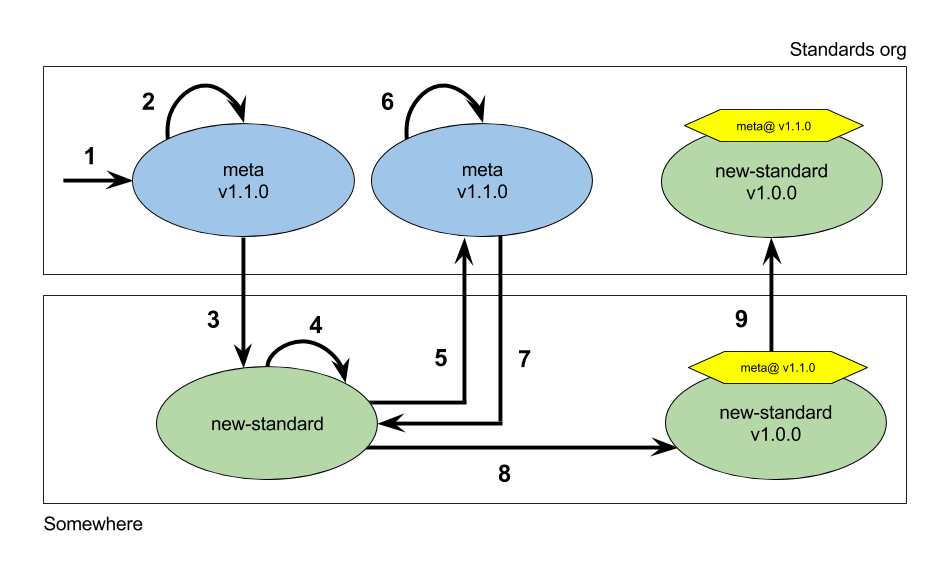 Standards org
2
6
meta@ v1.1.0
1
meta
v1.1.0
meta
v1.1.0
new-standard
v1.0.0
3
4
5
7
9
meta@ v1.1.0
new-standard
new-standard
v1.0.0
8
Somewhere